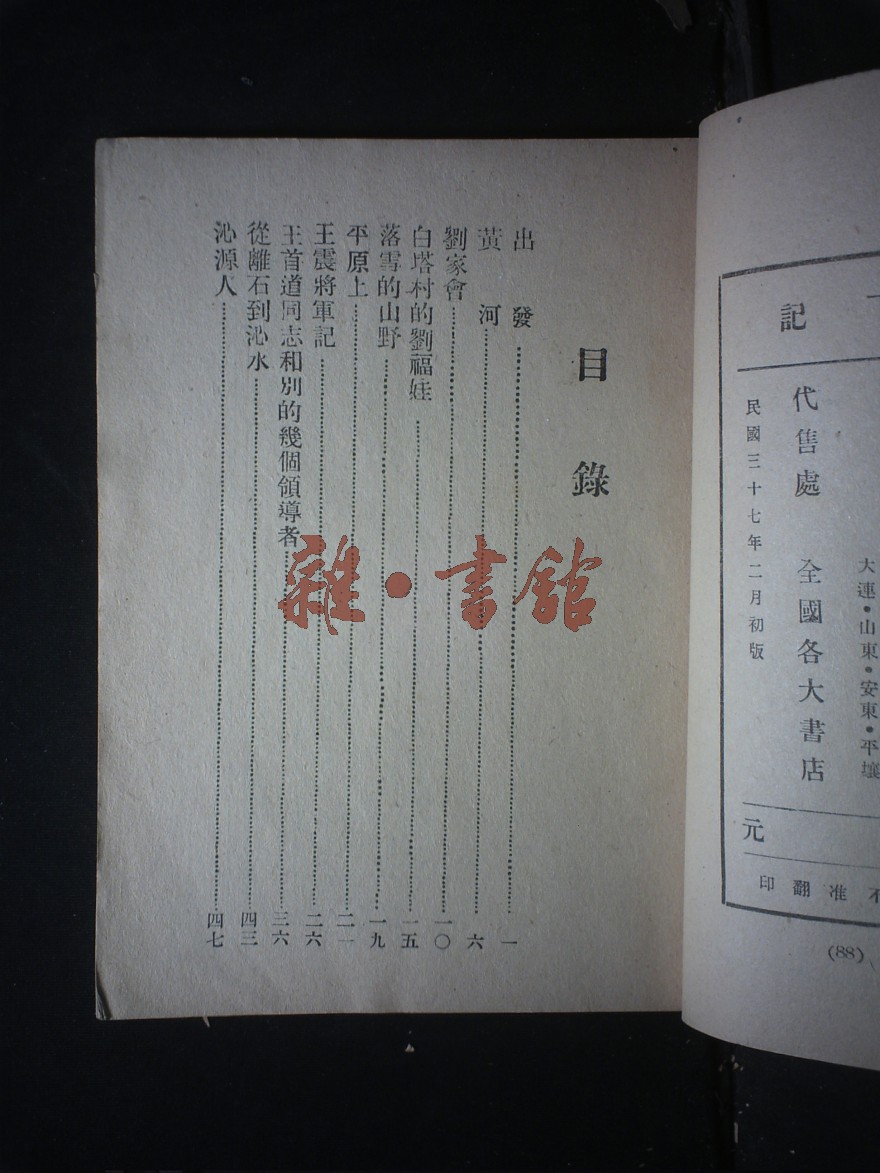 目錄
出發 一
黃河 六
劉家會 一〇
白塔村的劉福娃 一五
落雪的山野 一九
平原上 二一
王震將軍記 二六
王首道同志和別的幾個領導者 三六
從離石到沁水 四三
沁源人 四七
雜·書館
大連•山東•安東•平壤
記
代售處 全國各大書店
民國三十七年二月初版
元
不准翻印
(88)